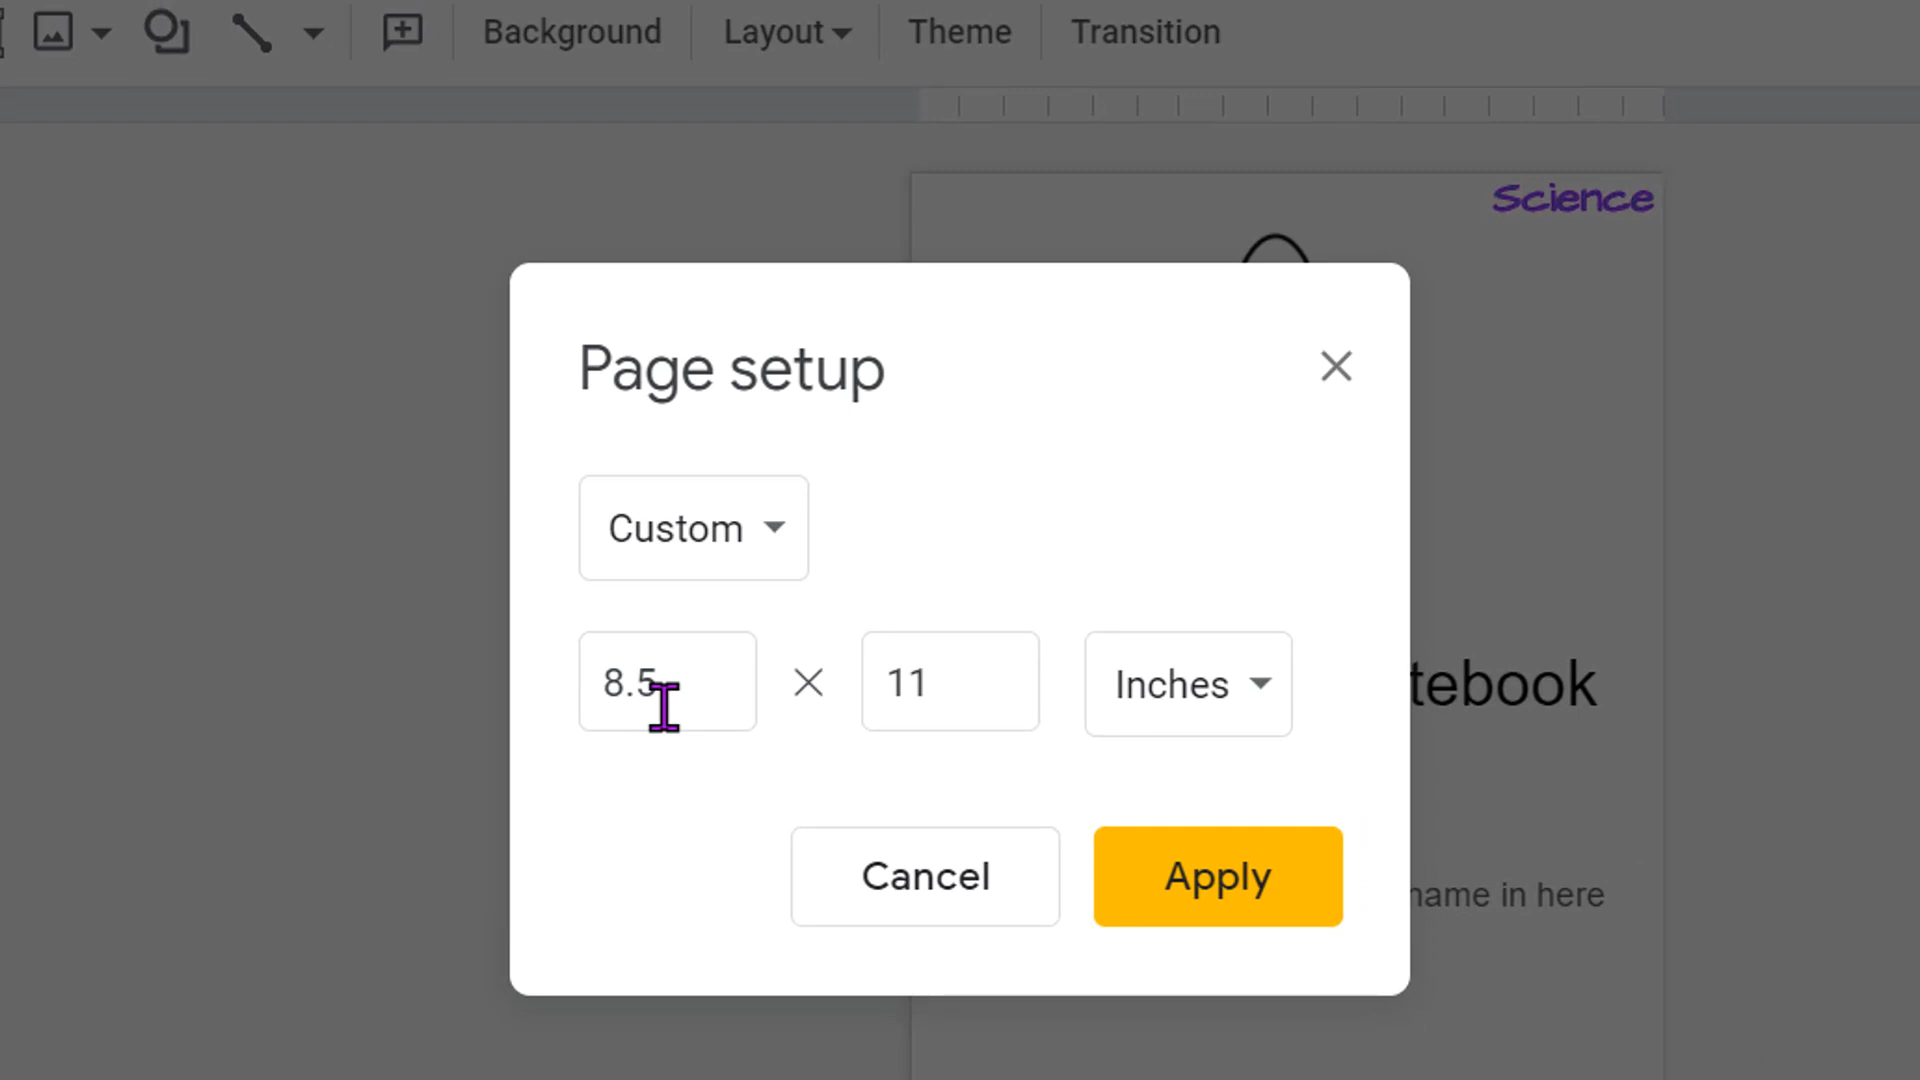 Background Layout Theme Transition
Science
Page setup
Custom
8.5 11 Inches
tebook
Cancel Apply
name in here